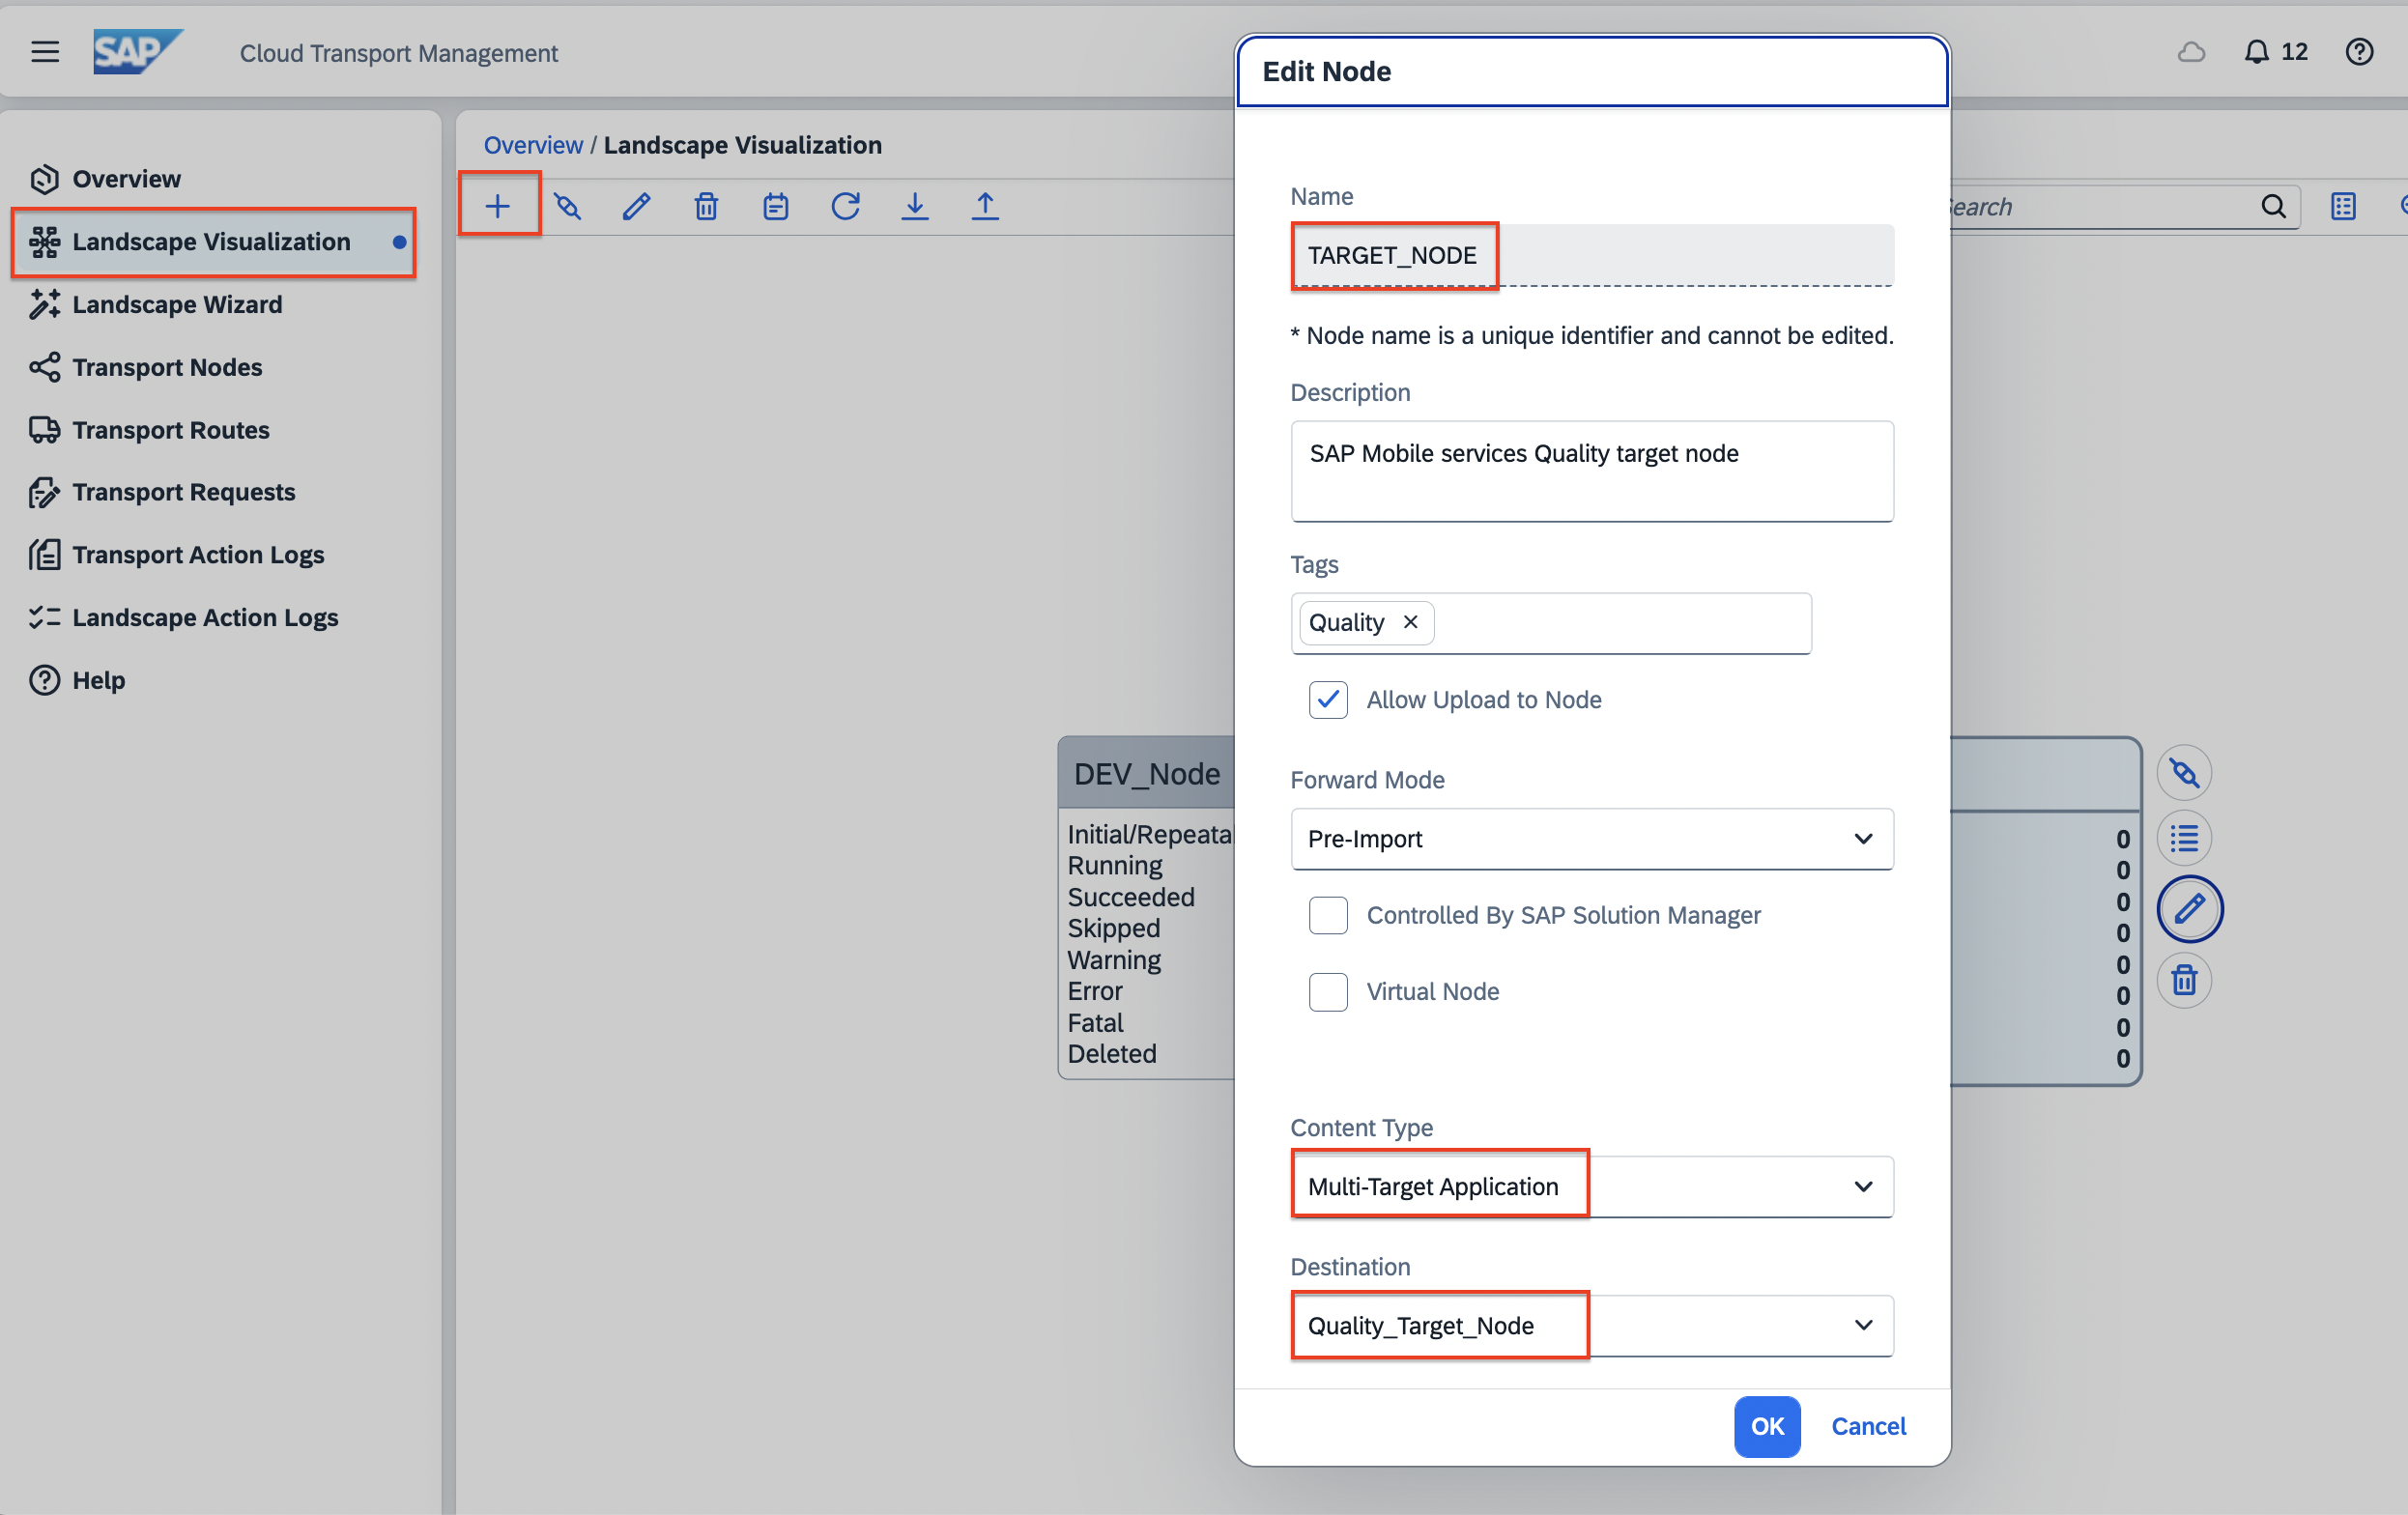 SAP
Cloud Transport Management
12
Overview
Landscape Visualization
Landscape Wizard
Transport Nodes
Transport Routes
Transport Requests
Transport Action Logs
Landscape Action Logs
Help
Overview / Landscape Visualization
earch
DEV_Node
Initial/Repeata
Running
Succeeded
Skipped
Warning
Error
Fatal
Deleted
Edit Node
Name
TARGET_NODE
* Node name is a unique identifier and cannot be edited.
Description
SAP Mobile services Quality target node
Tags
Quality
Allow Upload to Node
Forward Mode
Pre-Import
Controlled By SAP Solution Manager
Virtual Node
Content Type
Multi-Target Application
Destination
Quality_Target_Node
OK Cancel
0
0
0
0
0
0
0
0